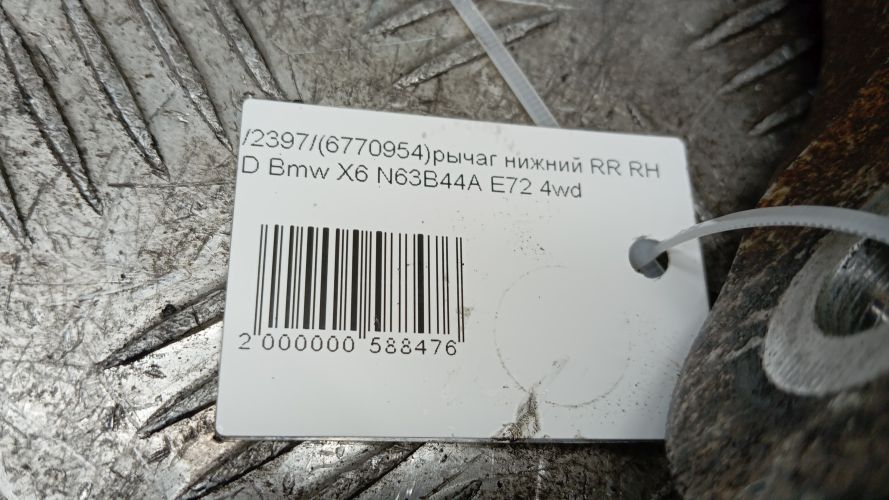 /2397/(6770954)рычаг нижний RR RH
D Bmw X6 N63B44A E72 4wd
2 000000 588476